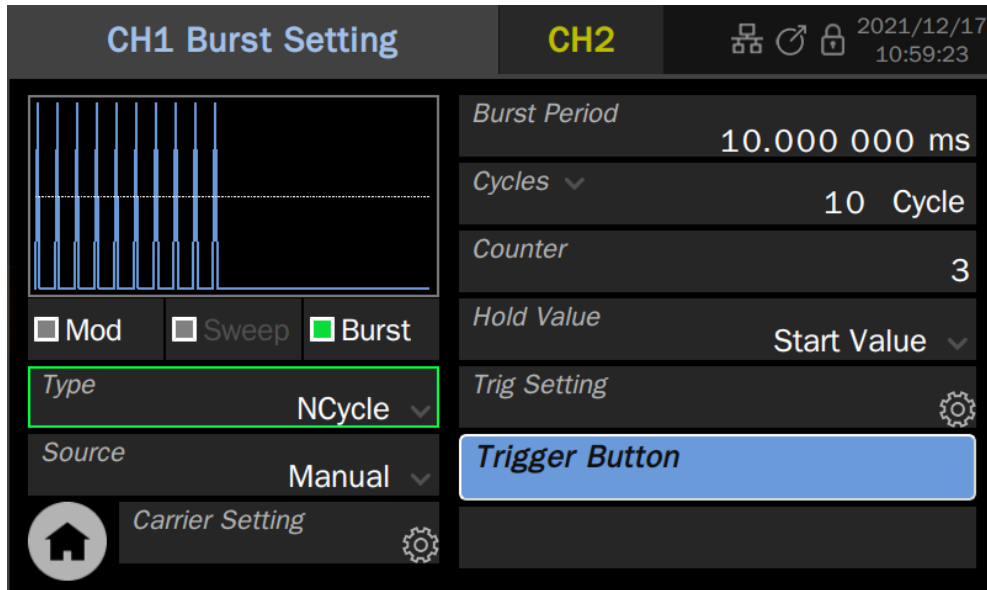 CH1 Burst Setting
CH2
2021/12/17
10:59:23
Burst Period
10.000 000 ms
Cycles
10 Cycle
Counter
3
Mod
Sweep
Burst
Hold Value
Start Value
Type
NCycle
Trig Setting
Source
Manual
Trigger Button
Carrier Setting